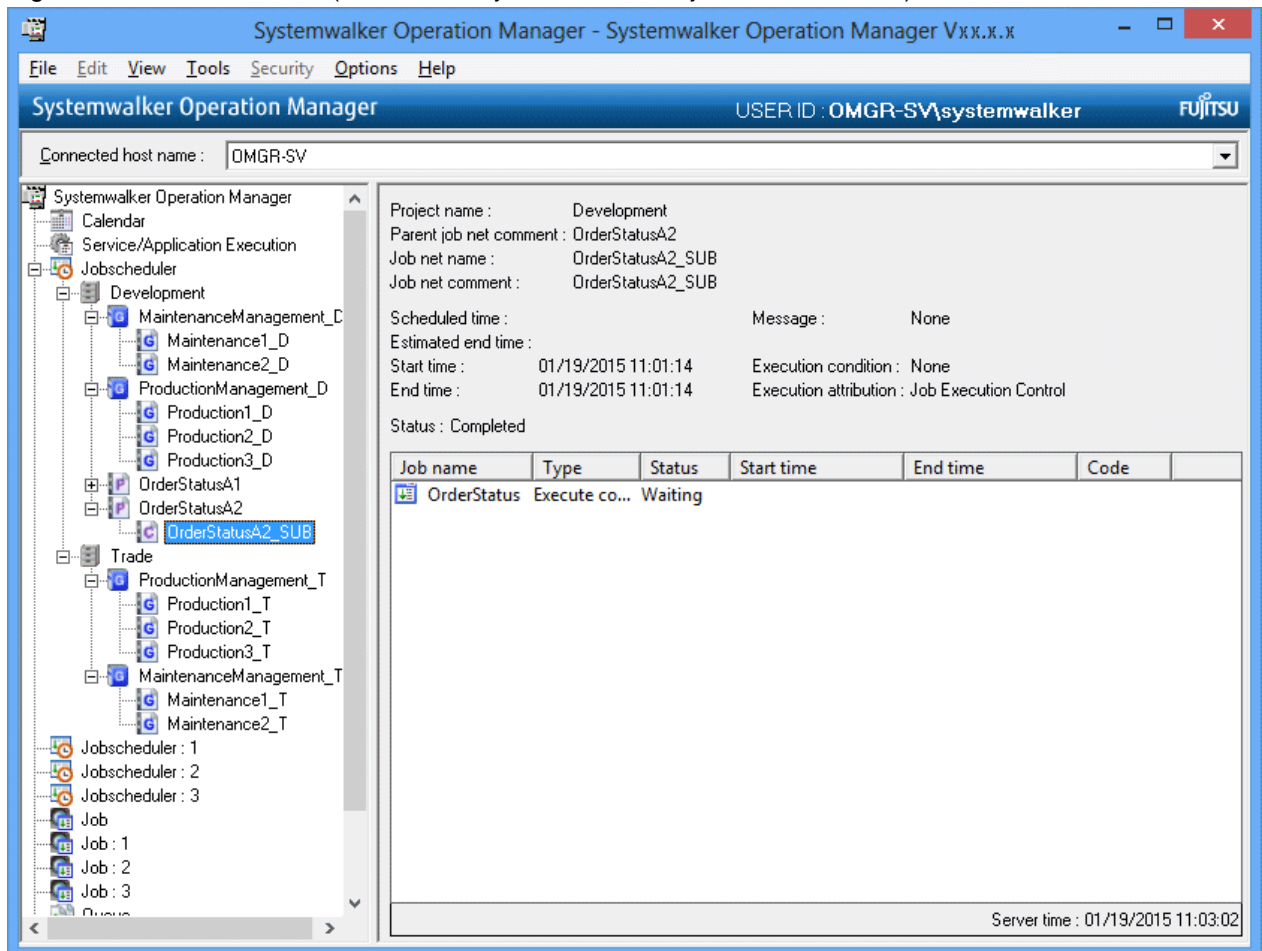 Systemwalker Operation Manager - Systemwalker Operation Manager Vxx.x.x
File Edit View Tools Security Options Help
Systemwalker Operation Manager USER ID : OMGR-SV\systemwalker FUJITSU
Connected host name : OMGR-SV
Systemwalker Operation Manager
Calendar
Service/Application Execution
Jobscheduler
Development
MaintenanceManagement_D
Maintenance1_D
Maintenance2_D
ProductionManagement_D
Production1_D
Production2_D
Production3_D
OrderStatusA1
OrderStatusA2
OrderStatusA2_SUB
Trade
ProductionManagement_T
Production1_T
Production2_T
Production3_T
MaintenanceManagement_T
Maintenance1_T
Maintenance2_T
Jobscheduler : 1
Jobscheduler : 2
Jobscheduler : 3
Job
Job : 1
Job : 2
Job : 3
Project name : Development
Parent job net comment : OrderStatusA2
Job net name : OrderStatusA2_SUB
Job net comment : OrderStatusA2_SUB
Scheduled time : Message : None
Estimated end time :
Start time : 01/19/2015 11:01:14 Execution condition : None
End time : 01/19/2015 11:01:14 Execution attribution : Job Execution Control
Status : Completed
Job name Type Status Start time End time Code
OrderStatus Execute co... Waiting
Server time : 01/19/2015 11:03:02